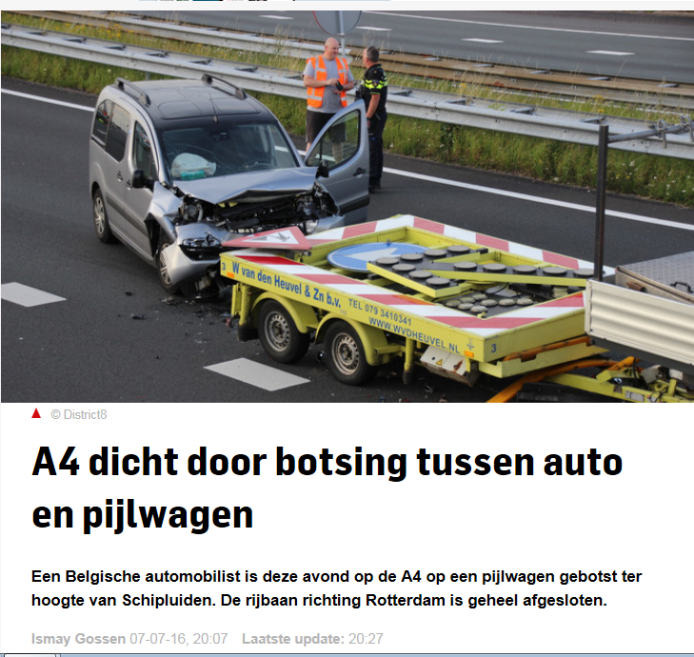 3
W van den Heuvel & Zn b.v.
TEL 079 3410341
WWW.WVDHEUVEL.NL
3
© District8
A4 dicht door botsing tussen auto
en pijlwagen
Een Belgische automobilist is deze avond op de A4 op een pijlwagen gebotst ter
hoogte van Schipluiden. De rijbaan richting Rotterdam is geheel afgesloten.
Ismay Gossen 07-07-16, 20:07 Laatste update: 20:27